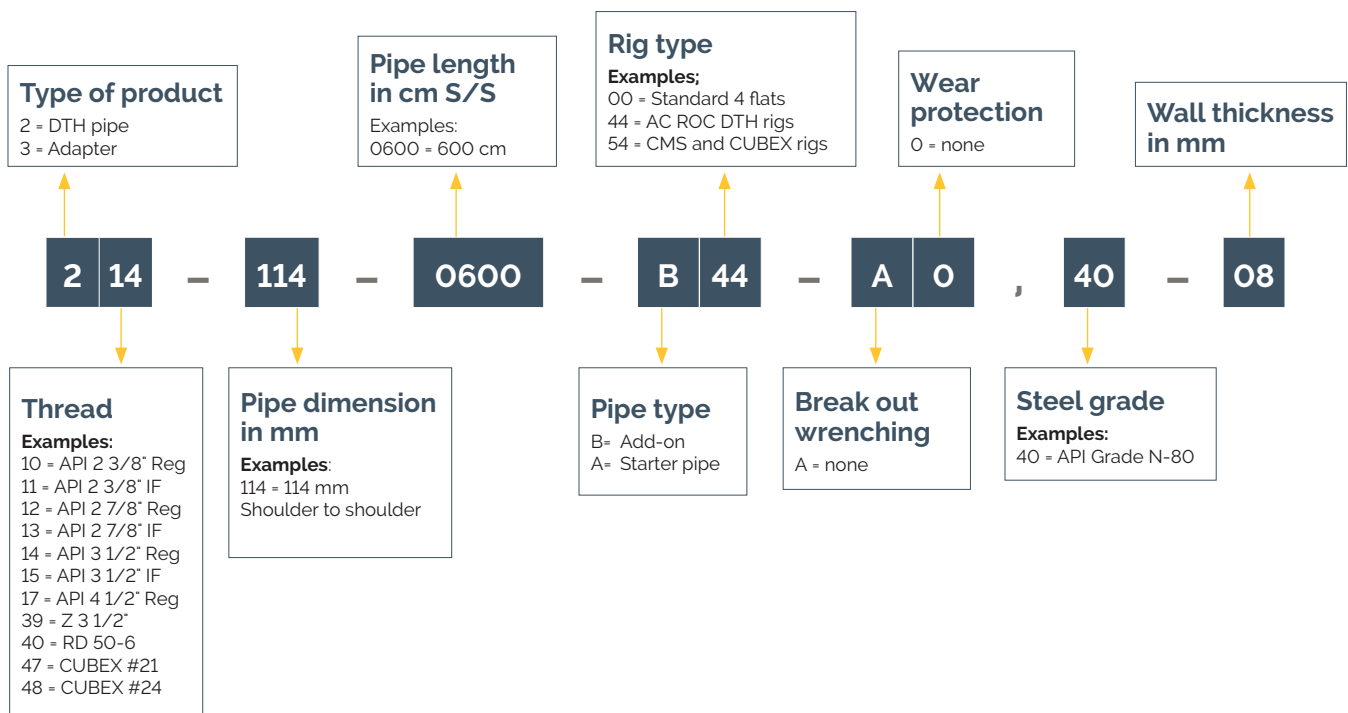 Type of product
2 = DTH pipe
3 = Adapter
Pipe length
in cm S/S
Examples:
0600 = 600 cm
Rig type
Examples;
00 = Standard 4 flats
44 = AC ROC DTH rigs
54 = CMS and CUBEX rigs
Wear
protection
0 = none
Wall thickness
in mm
2 14 – 114 – 0600 – B 44 – A 0 , 40 – 08
Thread
Examples:
10 = API 2 3/8" Reg
11 = API 2 3/8" IF
12 = API 2 7/8" Reg
13 = API 2 7/8" IF
14 = API 3 1/2" Reg
15 = API 3 1/2" IF
17 = API 4 1/2" Reg
39 = Z 3 1/2"
40 = RD 50-6
47 = CUBEX #21
48 = CUBEX #24
Pipe dimension
in mm
Examples:
114 = 114 mm
Shoulder to shoulder
Pipe type
B= Add-on
A= Starter pipe
Break out
wrenching
A = none
Steel grade
Examples:
40 = API Grade N-80